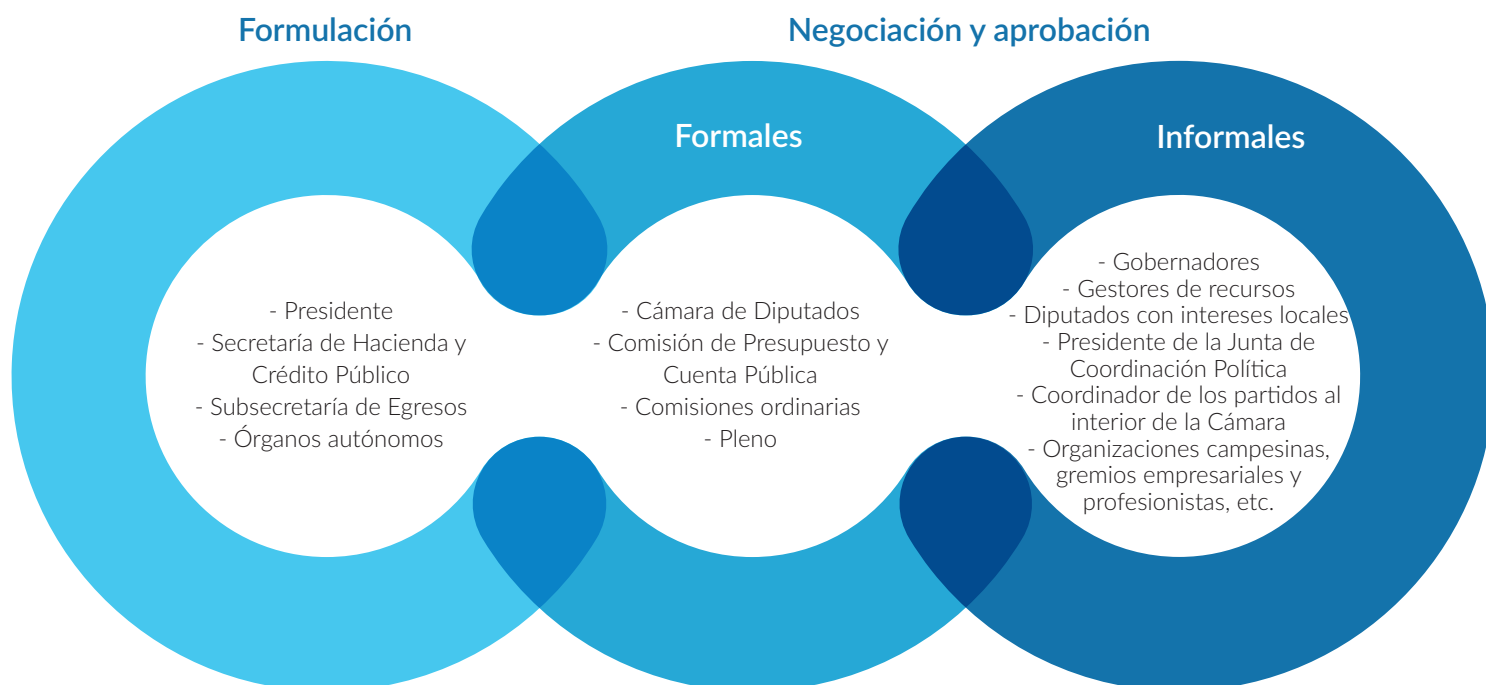 Formulación
Negociación y aprobación
Formales
Informales
- Presidente
- Secretaría de Hacienda y
Crédito Público
- Subsecretaría de Egresos
- Órganos autónomos
- Cámara de Diputados
- Comisión de Presupuesto y
Cuenta Pública
- Comisiones ordinarias
- Pleno
- Gobernadores
- Gestores de recursos
- Diputados con intereses locales
- Presidente de la Junta de
Coordinación Política
- Coordinador de los partidos al
interior de la Cámara
- Organizaciones campesinas,
gremios empresariales y
profesionistas, etc.